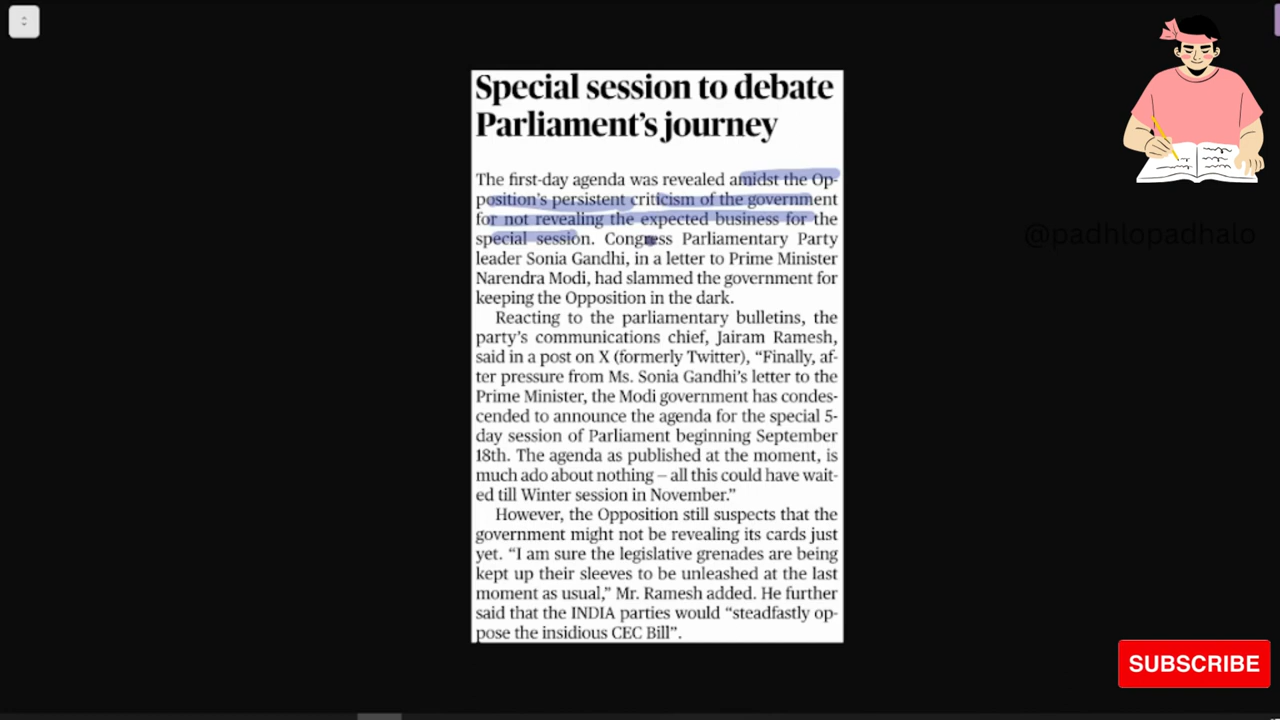 Special session to debate
Parliament's journey
The first-day agenda was revealed amidst the Op-
position's persistent criticism of the government
for not revealing the expected business for the
special session. Congress Parliamentary Party
leader Sonia Gandhi, in a letter to Prime Minister
Narendra Modi, had slammed the government for
keeping the Opposition in the dark.
Reacting to the parliamentary bulletins, the
party's communications chief, Jairam Ramesh,
said in a post on X (formerly Twitter), “Finally, af-
ter pressure from Ms. Sonia Gandhi's letter to the
Prime Minister, the Modi government has condes-
cended to announce the agenda for the special 5-
day session of Parliament beginning September
18th. The agenda as published at the moment, is
much ado about nothing – all this could have wait-
ed till Winter session in November.”
However, the Opposition still suspects that the
government might not be revealing its cards just
yet. “I am sure the legislative grenades are being
kept up their sleeves to be unleashed at the last
moment as usual,” Mr. Ramesh added. He further
said that the INDIA parties would “steadfastly op-
pose the insidious CEC Bill”.
@padhlopadhalo
SUBSCRIBE